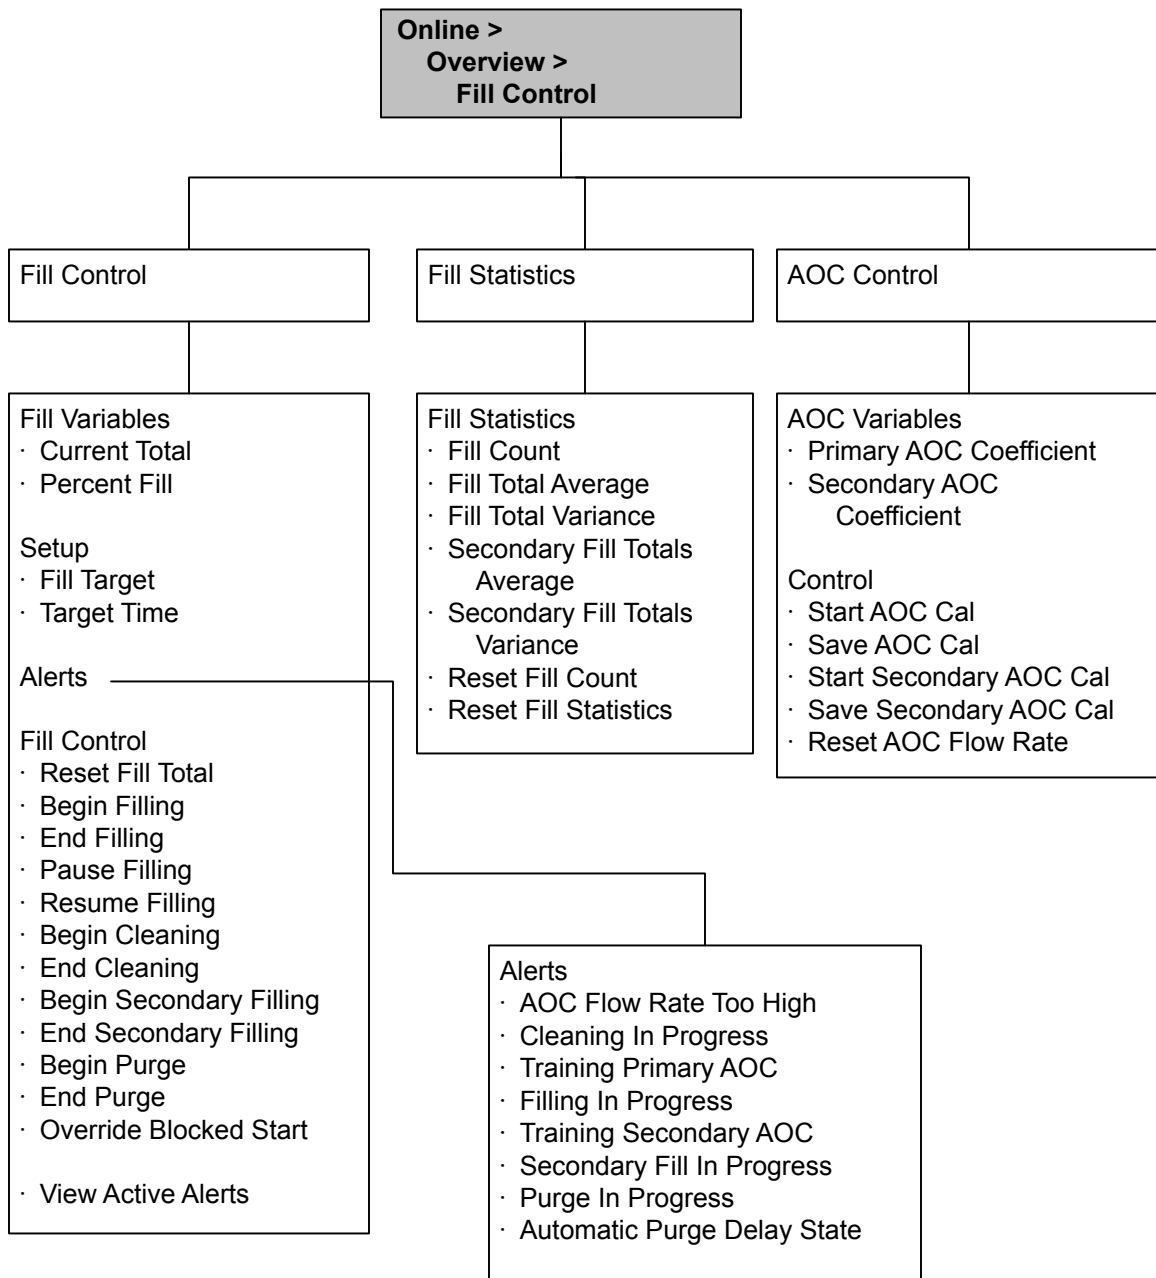 Online >
Overview >
Fill Control
Fill Control
Fill Statistics
AOC Control
Fill Variables
· Current Total
· Percent Fill
Setup
· Fill Target
· Target Time
Alerts
Fill Control
· Reset Fill Total
· Begin Filling
· End Filling
· Pause Filling
· Resume Filling
· Begin Cleaning
· End Cleaning
· Begin Secondary Filling
· End Secondary Filling
· Begin Purge
· End Purge
· Override Blocked Start
· View Active Alerts
Fill Statistics
· Fill Count
· Fill Total Average
· Fill Total Variance
· Secondary Fill Totals
Average
· Secondary Fill Totals
Variance
· Reset Fill Count
· Reset Fill Statistics
AOC Variables
· Primary AOC Coefficient
· Secondary AOC
Coefficient
Control
· Start AOC Cal
· Save AOC Cal
· Start Secondary AOC Cal
· Save Secondary AOC Cal
· Reset AOC Flow Rate
Alerts
· AOC Flow Rate Too High
· Cleaning In Progress
· Training Primary AOC
· Filling In Progress
· Training Secondary AOC
· Secondary Fill In Progress
· Purge In Progress
· Automatic Purge Delay State